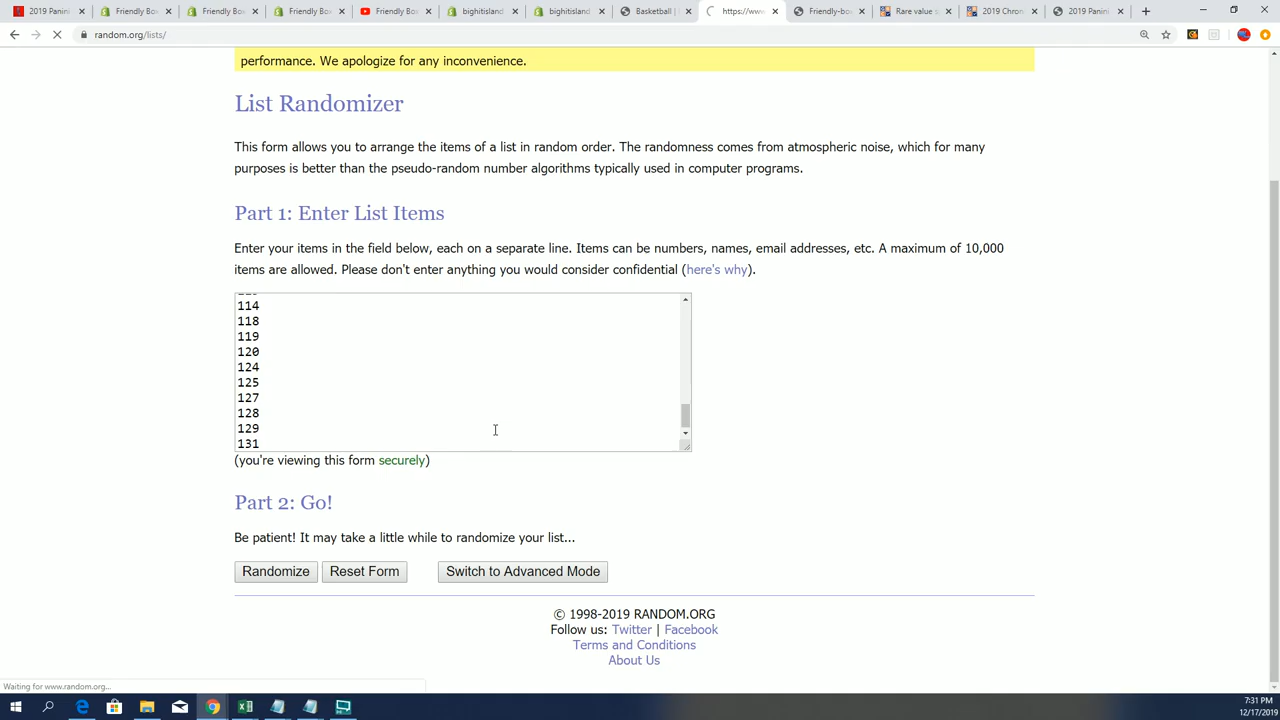 2019 Panini
Friendly Box
Friendly Box
Friendly Box
Friendly Box
bighitisland
bighitisland
Basketball |
https://www
Friendly-box
Rare value s
2019 Chron
2019 Panini
random.org/lists/
performance. We apologize for any inconvenience.
List Randomizer
This form allows you to arrange the items of a list in random order. The randomness comes from atmospheric noise, which for many
purposes is better than the pseudo-random number algorithms typically used in computer programs.
Part 1: Enter List Items
Enter your items in the field below, each on a separate line. Items can be numbers, names, email addresses, etc. A maximum of 10,000
items are allowed. Please don't enter anything you would consider confidential (here's why).
114
118
119
120
124
125
127
128
129
131
(you're viewing this form securely)
Part 2: Go!
Be patient! It may take a little while to randomize your list...
Randomize Reset Form Switch to Advanced Mode
© 1998-2019 RANDOM.ORG
Follow us: Twitter | Facebook
Terms and Conditions
About Us
Waiting for www.random.org...
7:31 PM
12/17/2019